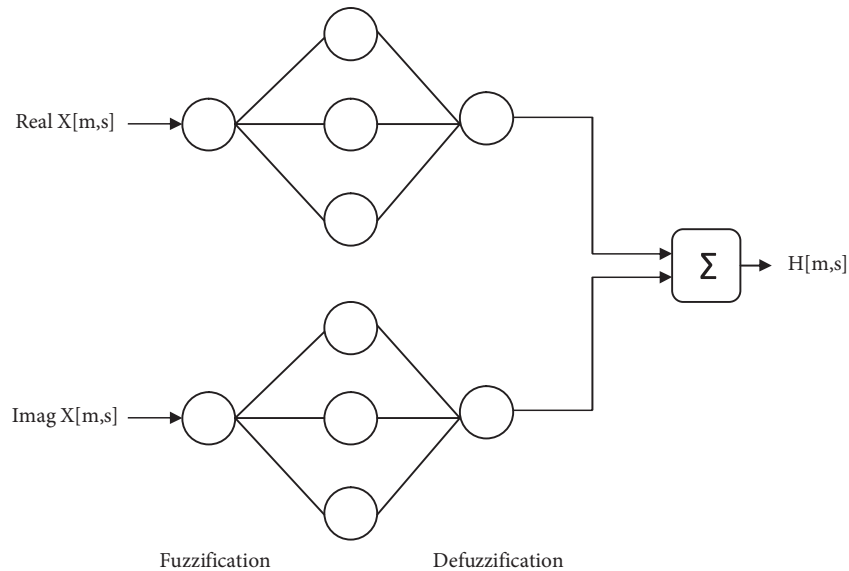 Real X[m,s]
Σ
H[m,s]
Imag X[m,s]
Fuzzification
Defuzzification